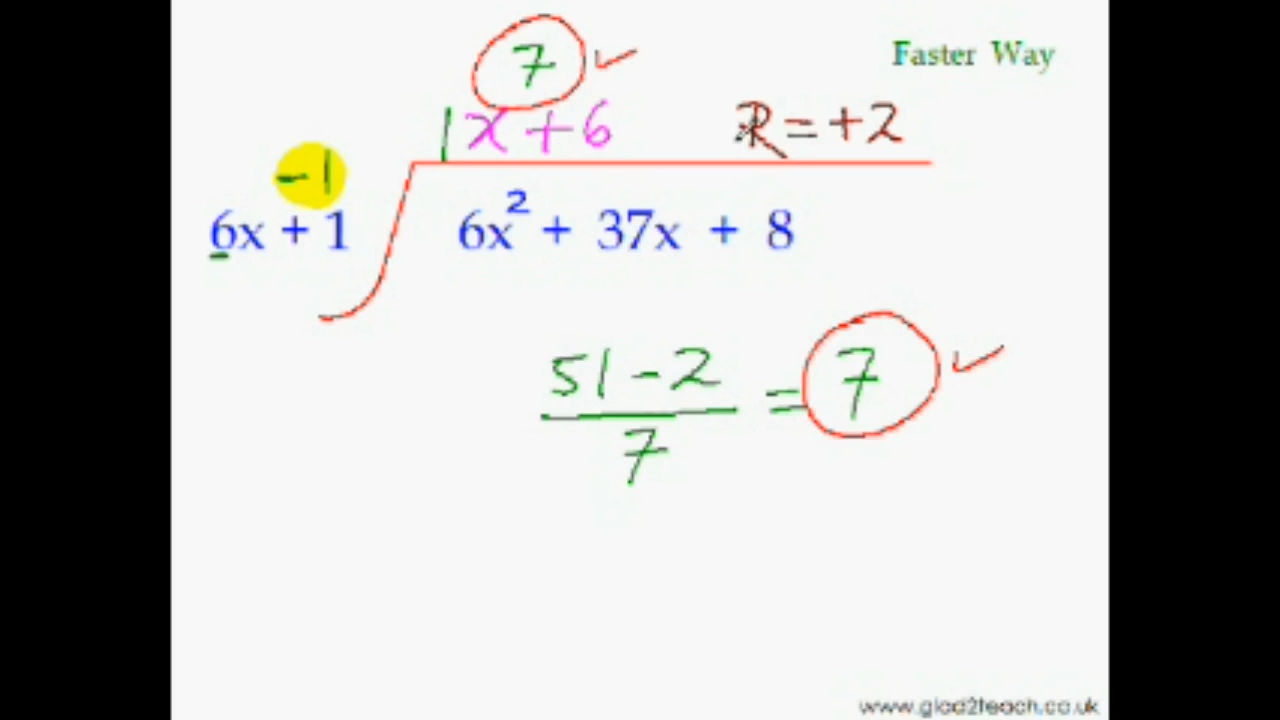 7 ✓
Faster Way
1x + 6 R = +2
-1
6x + 1 6x² + 37x + 8
51 - 2
= 7 ✓
7
www.glad2teach.co.uk